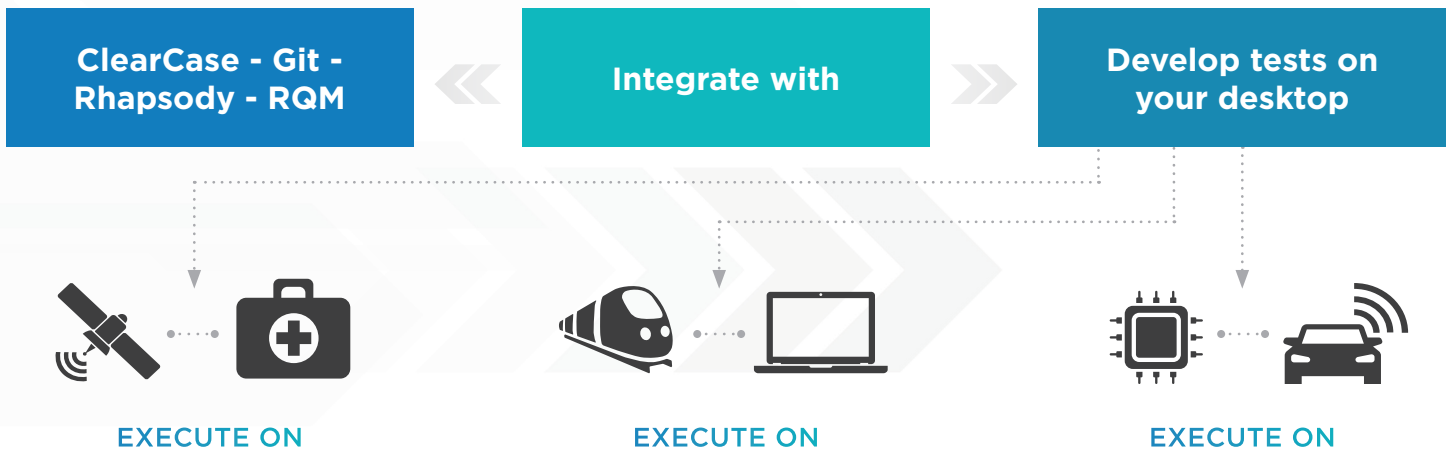 ClearCase - Git -
Rhapsody - RQM
Integrate with
Develop tests on
your desktop
EXECUTE ON
EXECUTE ON
EXECUTE ON